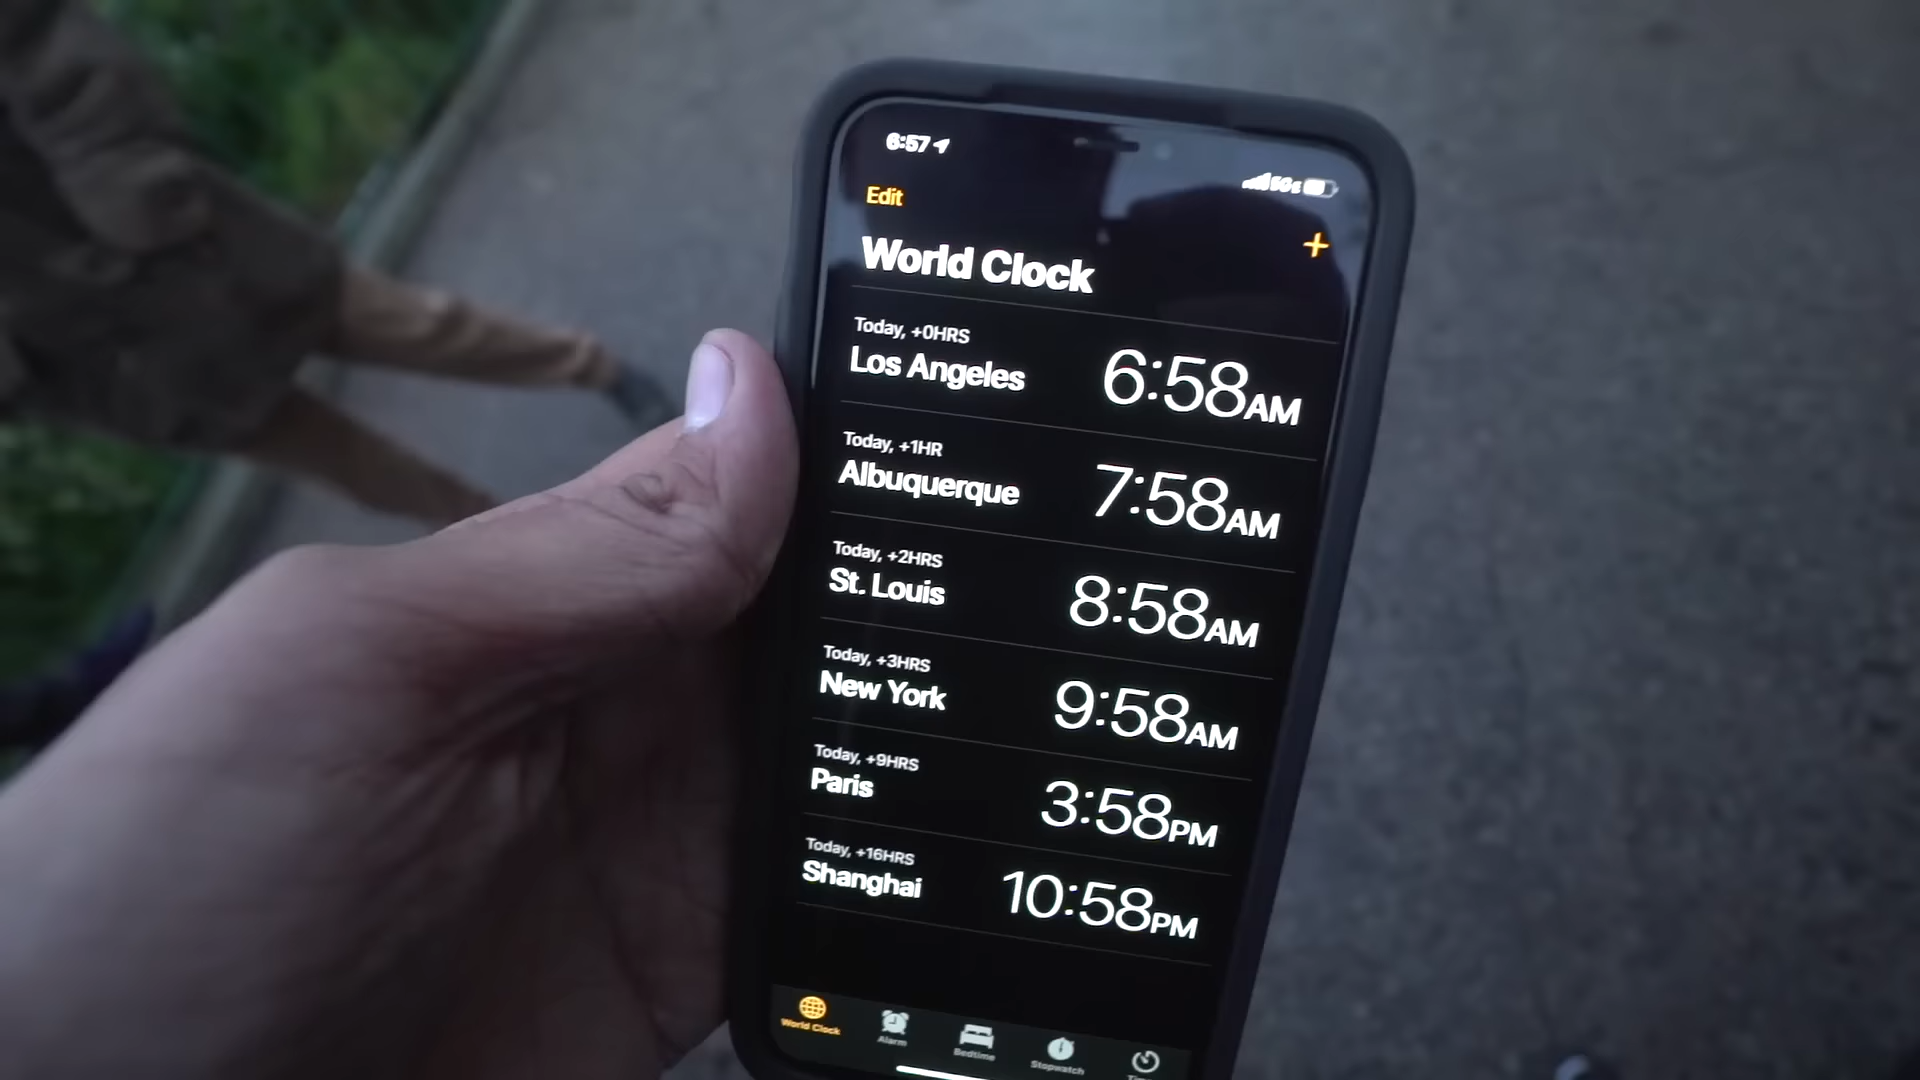 6:57
5GE
Edit
+
World Clock
Today, +0HRS
Los Angeles
6:58AM
Today, +1HR
Albuquerque
7:58AM
Today, +2HRS
St. Louis
8:58AM
Today, +3HRS
New York
9:58AM
Today, +9HRS
Paris
3:58PM
Today, +16HRS
Shanghai
10:58PM
World Clock
Alarm
Bedtime
Stopwatch